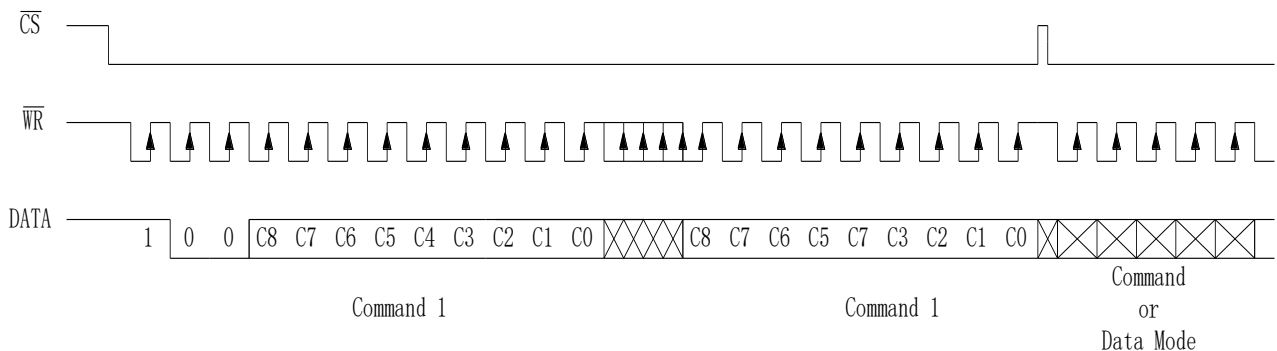 CS
WR
DATA 1 0 0 C8 C7 C6 C5 C4 C3 C2 C1 C0 C8 C7 C6 C5 C7 C3 C2 C1 C0
Command 1 Command 1 Command
or
Data Mode